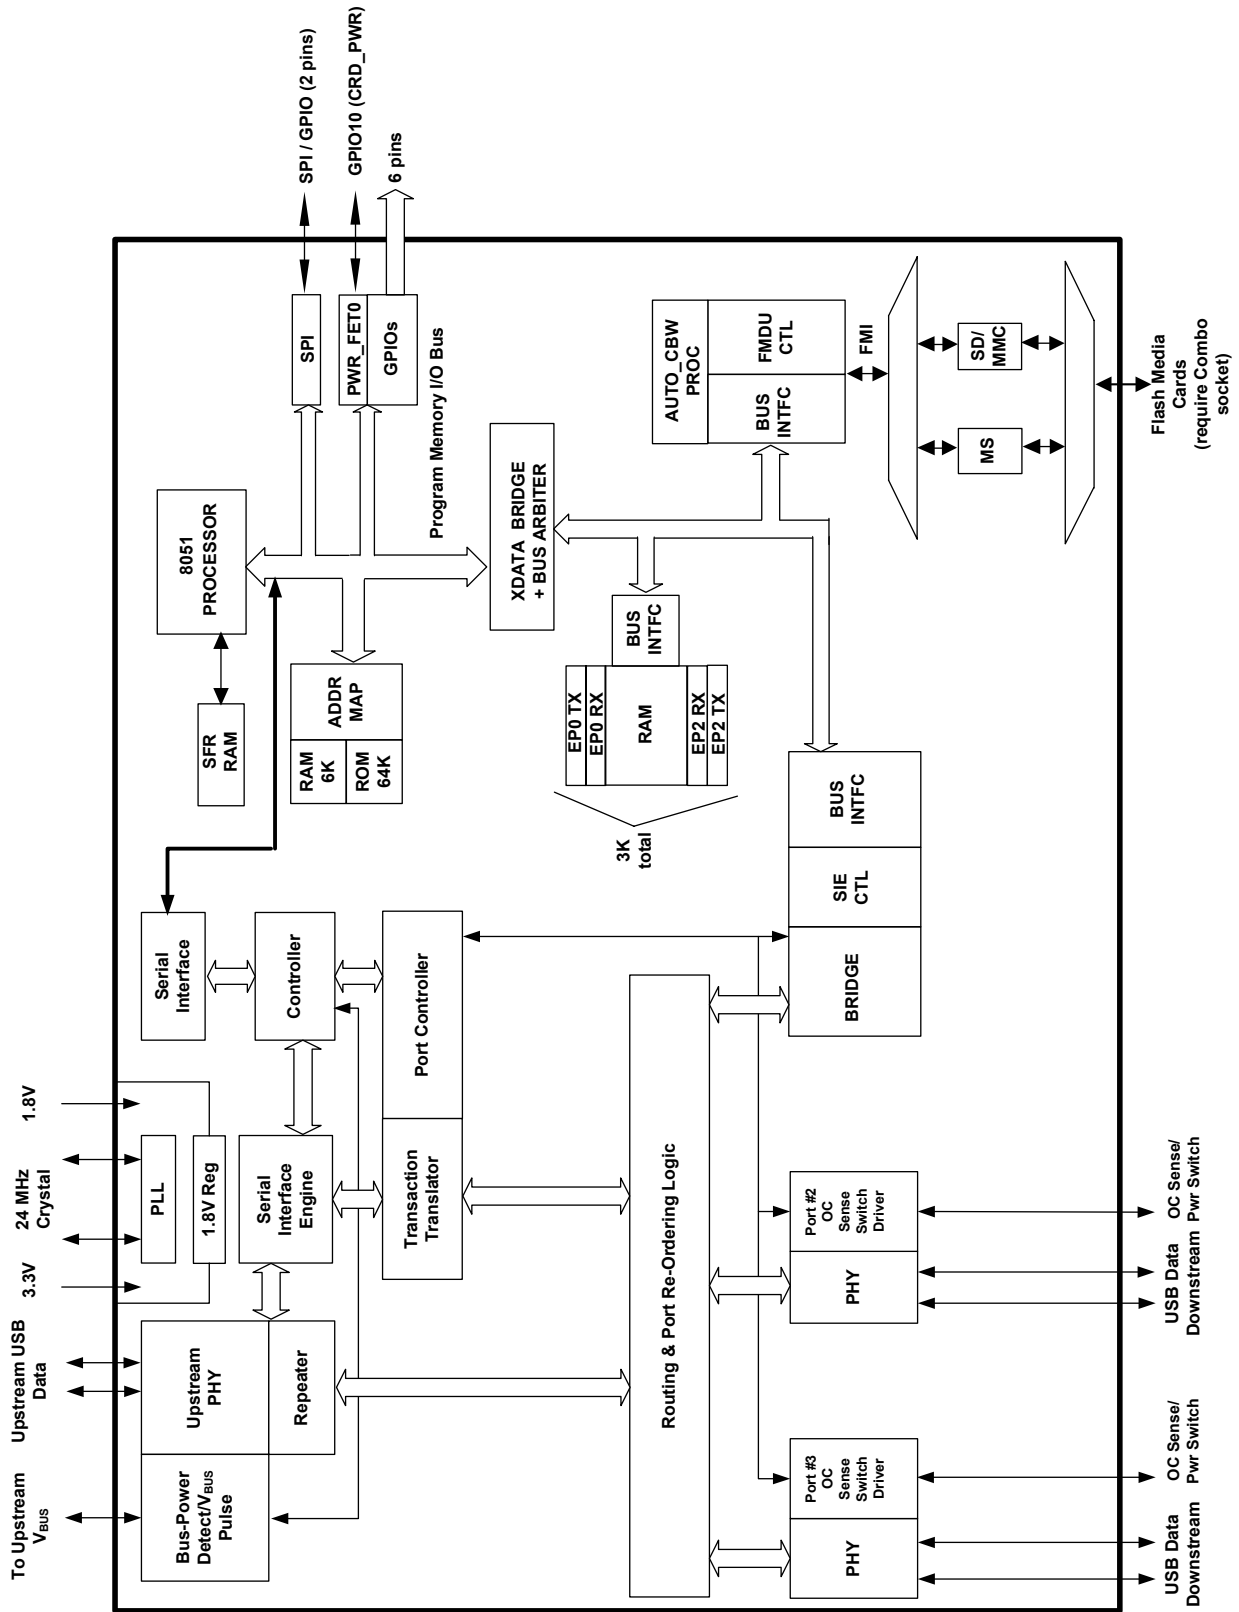 To Upstream
VBUS
Upstream USB
Data
3.3V
24 MHz
Crystal
1.8V
Bus-Power
Detect/VBUS
Pulse
Upstream
PHY
Repeater
PLL
1.8V Reg
Serial
Interface
Engine
Serial
Interface
Controller
Transaction
Translator
Port Controller
SFR
RAM
8051
PROCESSOR
RAM
6K
ROM
64K
ADDR
MAP
SPI
PWR_FET0
GPIOs
SPI / GPIO (2 pins)
GPIO10 (CRD_PWR)
6 pins
Program Memory I/O Bus
XDATA BRIDGE
+ BUS ARBITER
3K
total
EP0 TX
EP0 RX
RAM
EP2 RX
EP2 TX
BUS
INTFC
AUTO_CBW
PROC
BUS
INTFC
FMDU
CTL
FMI
MS
SD/
MMC
Flash Media
Cards
(require Combo
socket)
Routing & Port Re-Ordering Logic
BRIDGE
SIE
CTL
BUS
INTFC
PHY
Port #3
OC
Sense
Switch
Driver
PHY
Port #2
OC
Sense
Switch
Driver
USB Data
Downstream
OC Sense/
Pwr Switch
USB Data
Downstream
OC Sense/
Pwr Switch